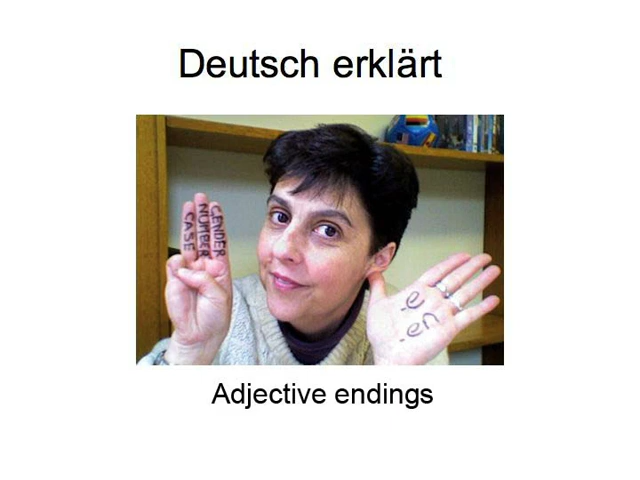 Deutsch erklärt
GENDER
NUMBER
CASE
-e
-en
Adjective endings